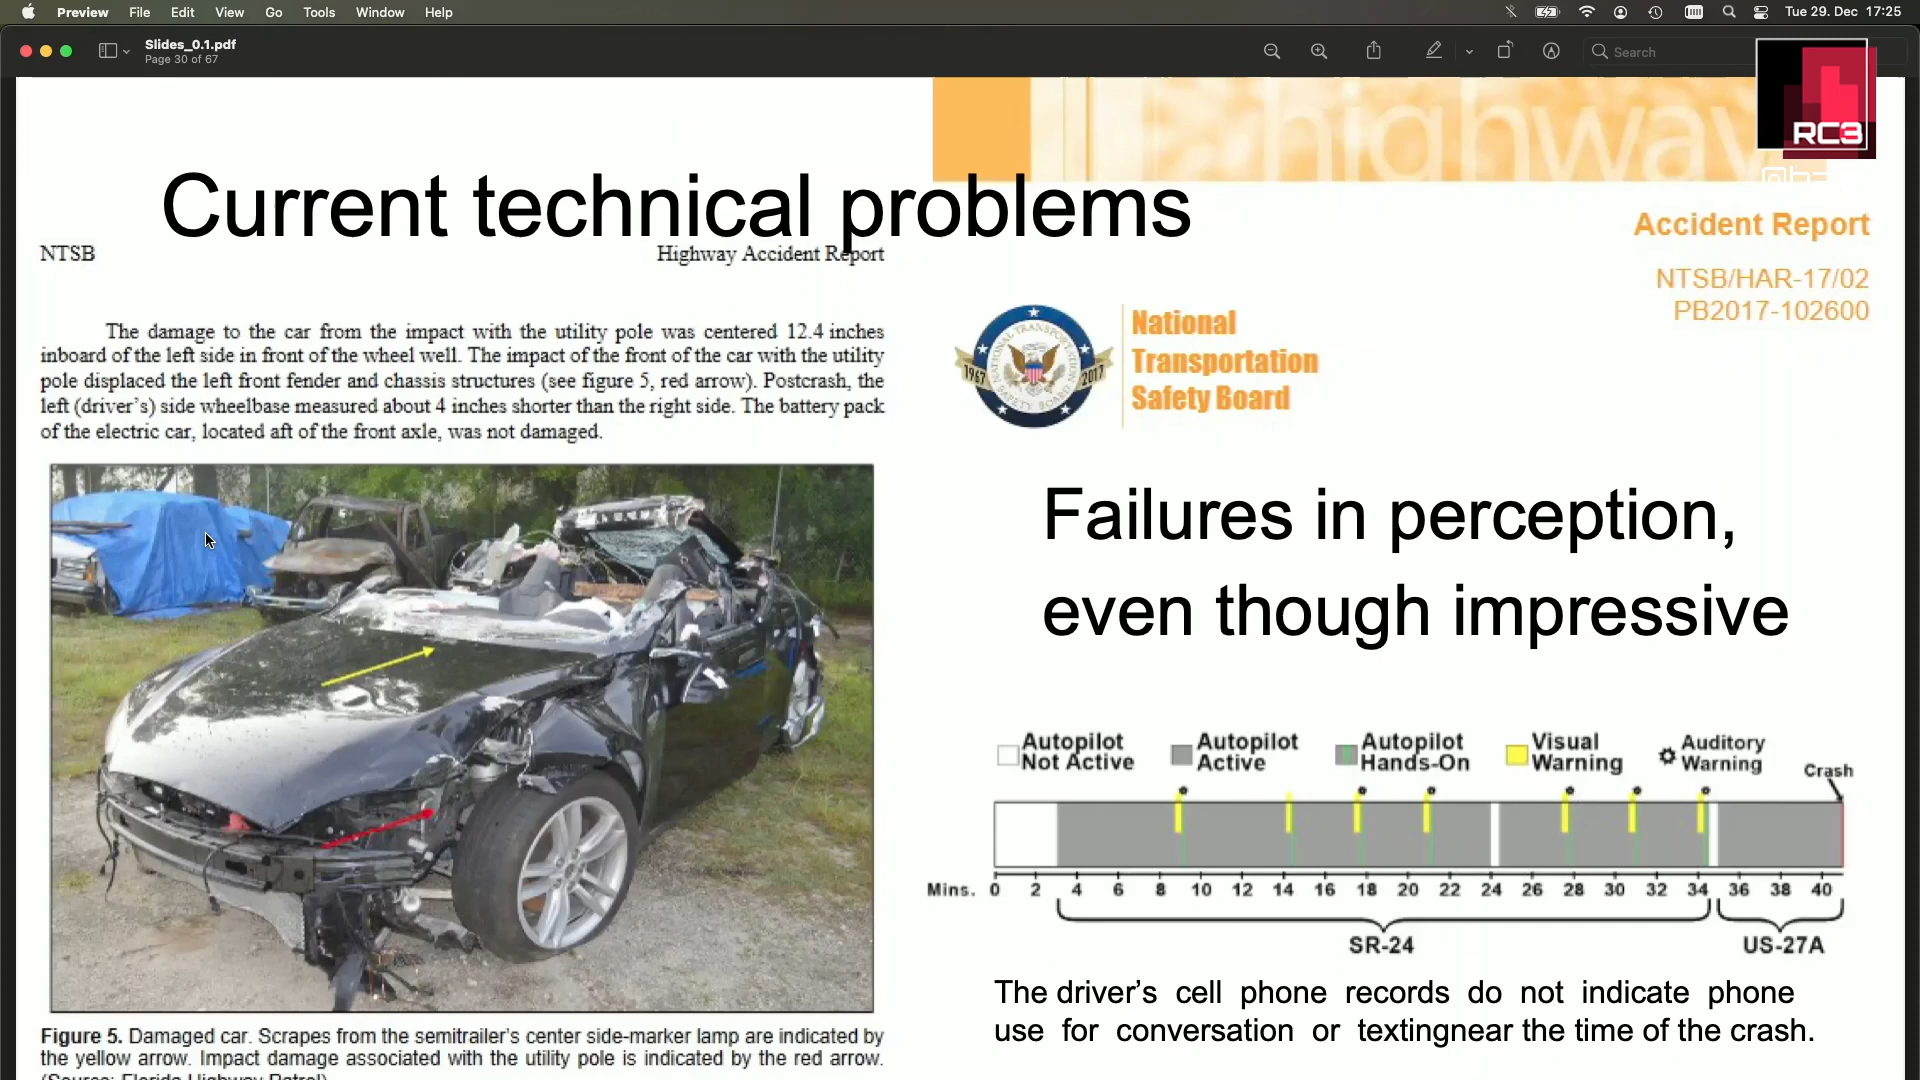 Preview File Edit View Go Tools Window Help
Tue 29. Dec 17:25
Slides_0.1.pdf
Page 30 of 67
Search
RC3
highway
Current technical problems
Accident Report
NTSB/HAR-17/02
PB2017-102600
NTSB Highway Accident Report
The damage to the car from the impact with the utility pole was centered 12.4 inches
inboard of the left side in front of the wheel well. The impact of the front of the car with the utility
pole displaced the left front fender and chassis structures (see figure 5, red arrow). Postcrash, the
left (driver's) side wheelbase measured about 4 inches shorter than the right side. The battery pack
of the electric car, located aft of the front axle, was not damaged.
1967 2017
National
Transportation
Safety Board
Failures in perception,
even though impressive
Autopilot
Not Active
Autopilot
Active
Autopilot
Hands-On
Visual
Warning
Auditory
Warning
Crash
Mins. 0 2 4 6 8 10 12 14 16 18 20 22 24 26 28 30 32 34 36 38 40
SR-24 US-27A
The driver's cell phone records do not indicate phone
use for conversation or textingnear the time of the crash.
Figure 5. Damaged car. Scrapes from the semitrailer's center side-marker lamp are indicated by
the yellow arrow. Impact damage associated with the utility pole is indicated by the red arrow.
(Source: Florida Highway Patrol)